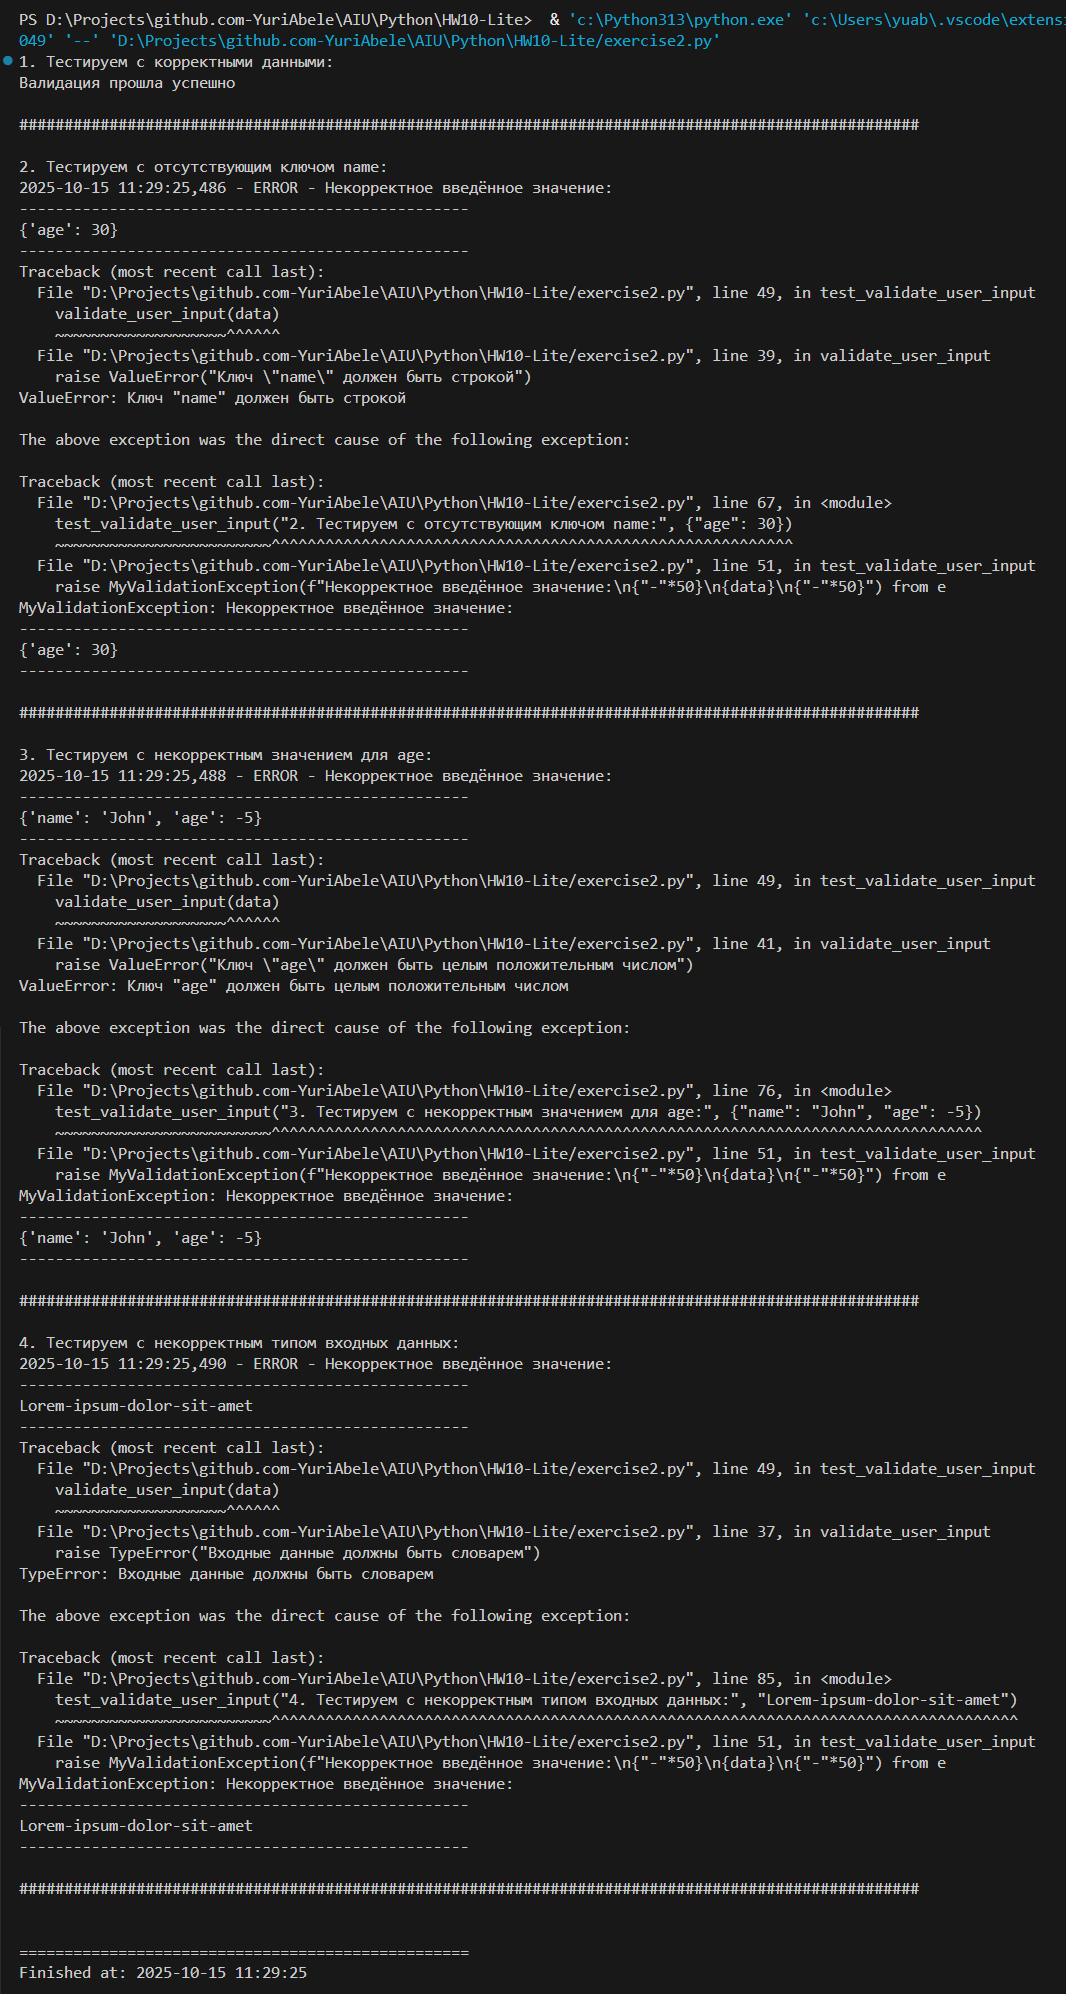 PS D:\Projects\github.com-YuriAbele\AIU\Python\HW10-Lite>  & 'c:\Python313\python.exe' 'c:\Users\yuab\.vscode\extensi
049' '--' 'D:\Projects\github.com-YuriAbele\AIU\Python\HW10-Lite/exercise2.py'
1. Тестируем с корректными данными:
Валидация прошла успешно
####################################################################################################
2. Тестируем с отсутствующим ключом name:
2025-10-15 11:29:25,486 - ERROR - Некорректное введённое значение:
--------------------------------------------------
{'age': 30}
--------------------------------------------------
Traceback (most recent call last):
  File "D:\Projects\github.com-YuriAbele\AIU\Python\HW10-Lite/exercise2.py", line 49, in test_validate_user_input
    validate_user_input(data)
    ~~~~~~~~~~~~~~~~~~~^^^^^^
  File "D:\Projects\github.com-YuriAbele\AIU\Python\HW10-Lite/exercise2.py", line 39, in validate_user_input
    raise ValueError("Ключ \"name\" должен быть строкой")
ValueError: Ключ "name" должен быть строкой
The above exception was the direct cause of the following exception:
Traceback (most recent call last):
  File "D:\Projects\github.com-YuriAbele\AIU\Python\HW10-Lite/exercise2.py", line 67, in <module>
    test_validate_user_input("2. Тестируем с отсутствующим ключом name:", {"age": 30})
    ~~~~~~~~~~~~~~~~~~~~~~~~^^^^^^^^^^^^^^^^^^^^^^^^^^^^^^^^^^^^^^^^^^^^^^^^^^^^^^^^^^
  File "D:\Projects\github.com-YuriAbele\AIU\Python\HW10-Lite/exercise2.py", line 51, in test_validate_user_input
    raise MyValidationException(f"Некорректное введённое значение:\n{"-"*50}\n{data}\n{"-"*50}") from e
MyValidationException: Некорректное введённое значение:
--------------------------------------------------
{'age': 30}
--------------------------------------------------
####################################################################################################
3. Тестируем с некорректным значением для age:
2025-10-15 11:29:25,488 - ERROR - Некорректное введённое значение:
--------------------------------------------------
{'name': 'John', 'age': -5}
--------------------------------------------------
Traceback (most recent call last):
  File "D:\Projects\github.com-YuriAbele\AIU\Python\HW10-Lite/exercise2.py", line 49, in test_validate_user_input
    validate_user_input(data)
    ~~~~~~~~~~~~~~~~~~~^^^^^^
  File "D:\Projects\github.com-YuriAbele\AIU\Python\HW10-Lite/exercise2.py", line 41, in validate_user_input
    raise ValueError("Ключ \"age\" должен быть целым положительным числом")
ValueError: Ключ "age" должен быть целым положительным числом
The above exception was the direct cause of the following exception:
Traceback (most recent call last):
  File "D:\Projects\github.com-YuriAbele\AIU\Python\HW10-Lite/exercise2.py", line 76, in <module>
    test_validate_user_input("3. Тестируем с некорректным значением для age:", {"name": "John", "age": -5})
    ~~~~~~~~~~~~~~~~~~~~~~~~^^^^^^^^^^^^^^^^^^^^^^^^^^^^^^^^^^^^^^^^^^^^^^^^^^^^^^^^^^^^^^^^^^^^^^^^^^^^^^^
  File "D:\Projects\github.com-YuriAbele\AIU\Python\HW10-Lite/exercise2.py", line 51, in test_validate_user_input
    raise MyValidationException(f"Некорректное введённое значение:\n{"-"*50}\n{data}\n{"-"*50}") from e
MyValidationException: Некорректное введённое значение:
--------------------------------------------------
{'name': 'John', 'age': -5}
--------------------------------------------------
####################################################################################################
4. Тестируем с некорректным типом входных данных:
2025-10-15 11:29:25,490 - ERROR - Некорректное введённое значение:
--------------------------------------------------
Lorem-ipsum-dolor-sit-amet
--------------------------------------------------
Traceback (most recent call last):
  File "D:\Projects\github.com-YuriAbele\AIU\Python\HW10-Lite/exercise2.py", line 49, in test_validate_user_input
    validate_user_input(data)
    ~~~~~~~~~~~~~~~~~~~^^^^^^
  File "D:\Projects\github.com-YuriAbele\AIU\Python\HW10-Lite/exercise2.py", line 37, in validate_user_input
    raise TypeError("Входные данные должны быть словарем")
TypeError: Входные данные должны быть словарем
The above exception was the direct cause of the following exception:
Traceback (most recent call last):
  File "D:\Projects\github.com-YuriAbele\AIU\Python\HW10-Lite/exercise2.py", line 85, in <module>
    test_validate_user_input("4. Тестируем с некорректным типом входных данных:", "Lorem-ipsum-dolor-sit-amet")
    ~~~~~~~~~~~~~~~~~~~~~~~~^^^^^^^^^^^^^^^^^^^^^^^^^^^^^^^^^^^^^^^^^^^^^^^^^^^^^^^^^^^^^^^^^^^^^^^^^^^^^^^^^^^
  File "D:\Projects\github.com-YuriAbele\AIU\Python\HW10-Lite/exercise2.py", line 51, in test_validate_user_input
    raise MyValidationException(f"Некорректное введённое значение:\n{"-"*50}\n{data}\n{"-"*50}") from e
MyValidationException: Некорректное введённое значение:
--------------------------------------------------
Lorem-ipsum-dolor-sit-amet
--------------------------------------------------
####################################################################################################
==================================================
Finished at: 2025-10-15 11:29:25